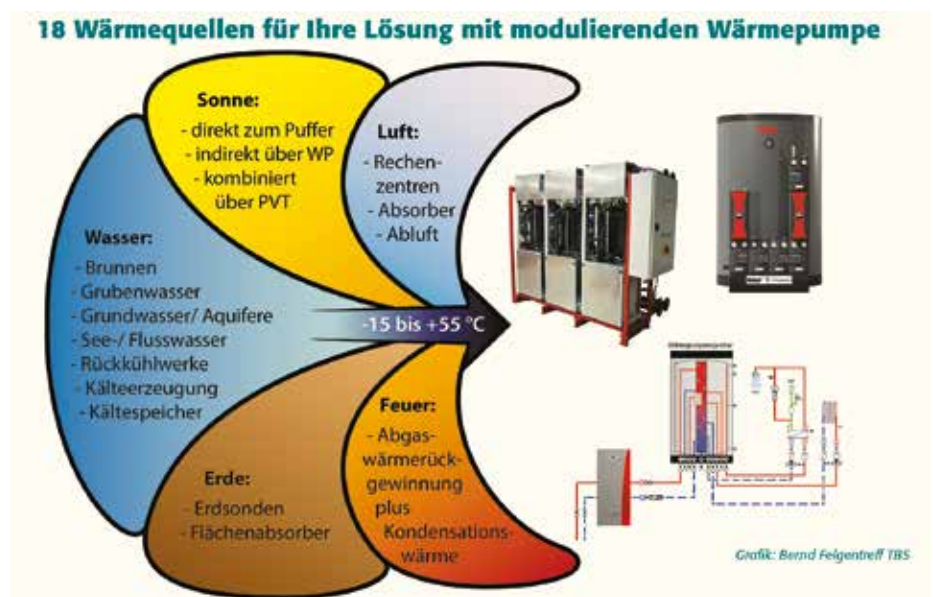 18 Wärmequellen für Ihre Lösung mit modulierenden Wärmepumpe
Sonne:
- direkt zum Puffer
- indirekt über WP
- kombiniert
über PVT
Luft:
- Rechen-
zentren
- Absorber
- Abluft
Wasser:
- Brunnen
- Grubenwasser
- Grundwasser/ Aquifere
- See-/ Flusswasser
- Rückkühlwerke
- Kälteerzeugung
- Kältespeicher
-15 bis +55 °C
Erde:
- Erdsonden
- Flächenabsorber
Feuer:
- Abgas-
wärmerück-
gewinnung
plus
Kondensations-
wärme
Grafik: Bernd Felgentreff TBS